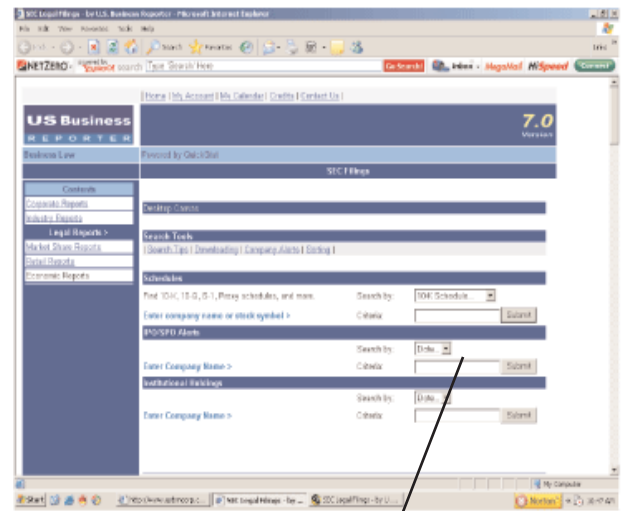 SEC Legal Filings - by U.S. Business Reporter - Microsoft Internet Explorer
File Edit View Favorites Tools Help
Search Favorites
Links
NETZERO search Type Search Here Go Search! Inbox MegaMail HiSpeed
| Home | My Account | My Calendar | Credits | Contact Us |
US Business
REPORTER
7.0
Version
Business Law
Powered by
SEC Filings
Contents
Corporate Reports
Industry Reports
Legal Reports >
Market Share Reports
Retail Reports
Economic Reports
Desktop
Search Tools
| Search Tips | Downloading | Company Alerts | Sorting |
Schedules
Find 10-K, Proxy schedules, and more. Search by: 10-K Schedule...
Enter company name or stock symbol > Criteria: Submit
IPO/SPO Alerts
Search by: Date...
Enter Company Name > Criteria: Submit
Institutional Holdings
Search by: Date...
Enter Company Name > Criteria: Submit
My Computer
Start SEC Legal Filings - by ... SEC Legal Filings - by U... Norton